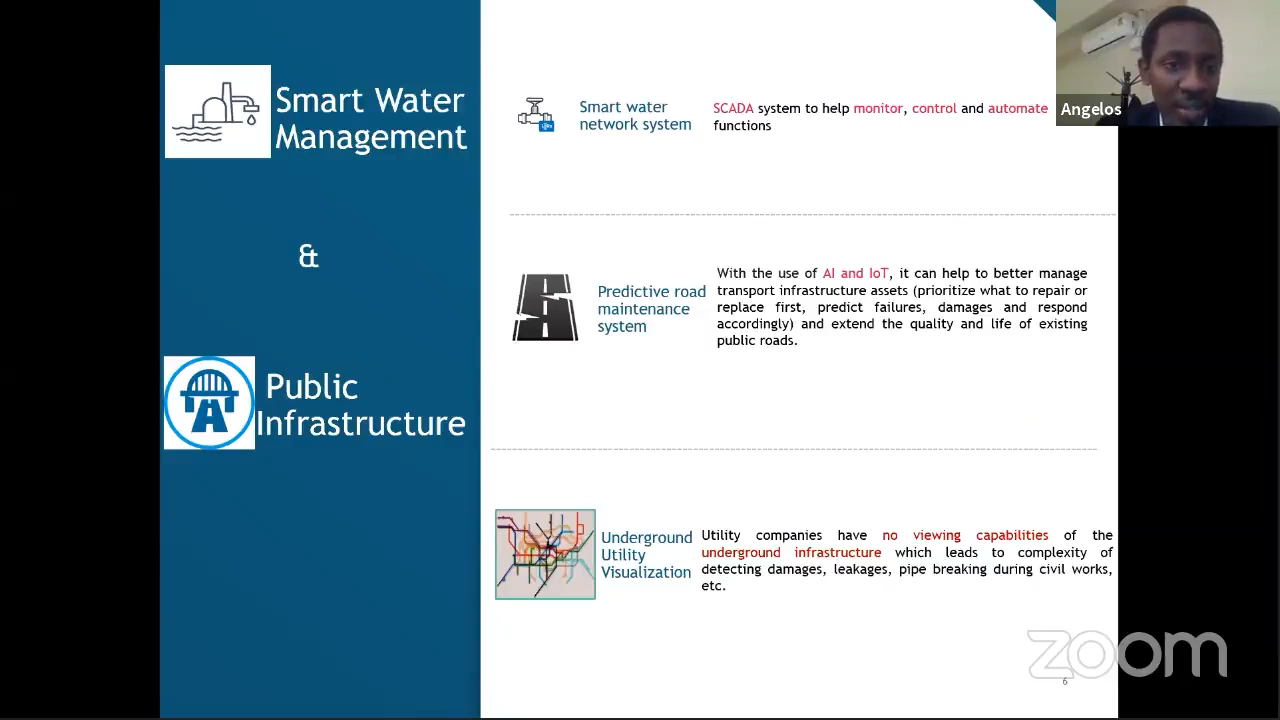 Smart Water
Management
&
Public
Infrastructure
Smart water
network system
SCADA system to help monitor, control and automate
functions
Predictive road
maintenance
system
With the use of AI and IoT, it can help to better manage
transport infrastructure assets (prioritize what to repair or
replace first, predict failures, damages and respond
accordingly) and extend the quality and life of existing
public roads.
Underground
Utility
Visualization
Utility companies have no viewing capabilities of the
underground infrastructure which leads to complexity of
detecting damages, leakages, pipe breaking during civil works,
etc.
Angelos
zoom
6